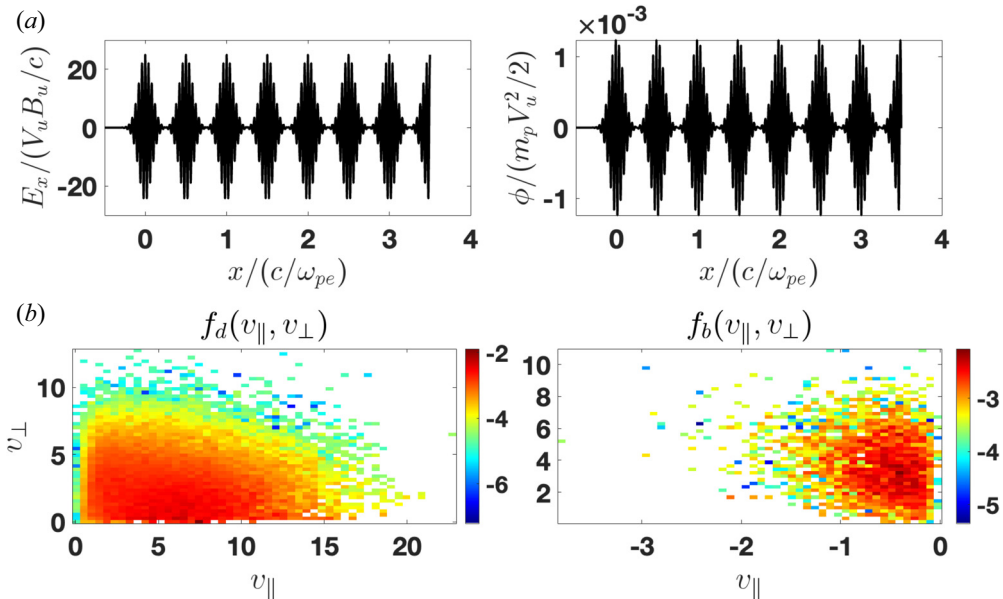 (a)
×10⁻³
E_x/(V_uB_u/c)
20
0
-20
0 1 2 3 4
x/(c/ω_pe)
ϕ/(m_pV_u²/2)
1
0
-1
0 1 2 3 4
x/(c/ω_pe)
(b)
f_d(v_∥, v_⊥)
v_⊥
10
5
0
0 5 10 15 20
v_∥
-2
-4
-6
f_b(v_∥, v_⊥)
10
8
6
4
2
-3 -2 -1 0
v_∥
-3
-4
-5